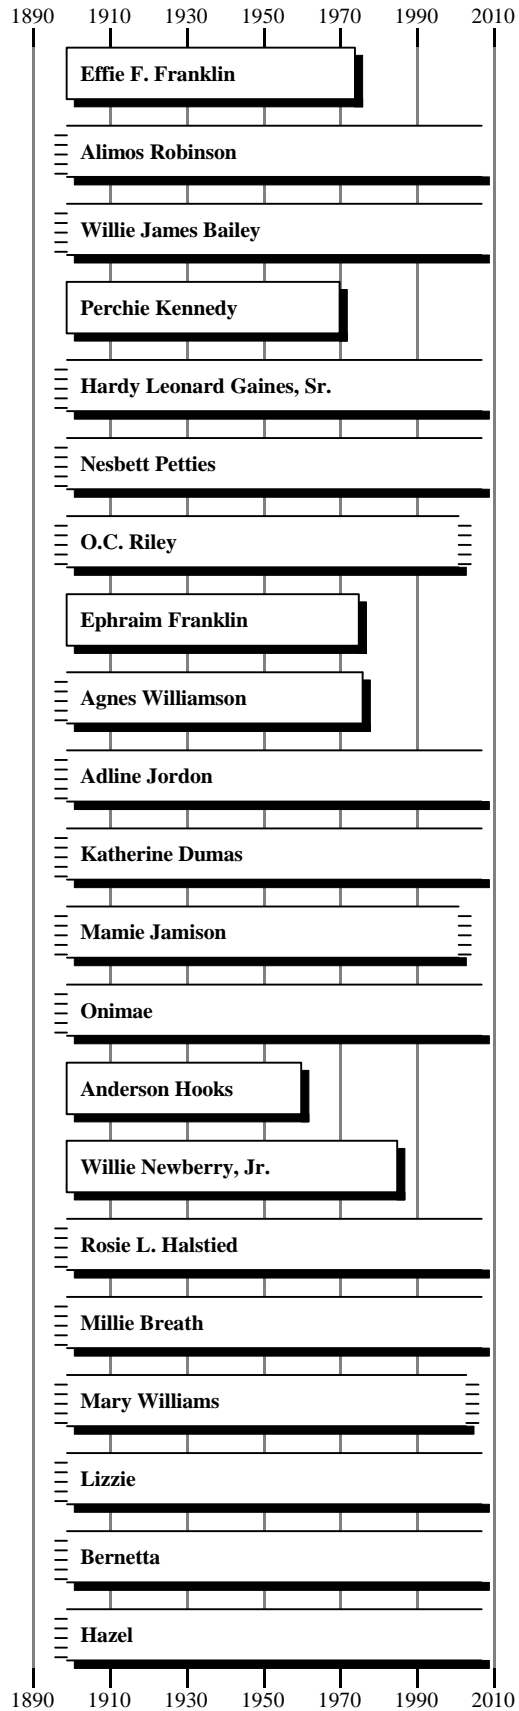 1890 1910 1930 1950 1970 1990 2010
Effie F. Franklin
Alimos Robinson
Willie James Bailey
Perchie Kennedy
Hardy Leonard Gaines, Sr.
Nesbett Petties
O.C. Riley
Ephraim Franklin
Agnes Williamson
Adline Jordon
Katherine Dumas
Mamie Jamison
Onimae
Anderson Hooks
Willie Newberry, Jr.
Rosie L. Halstied
Millie Breath
Mary Williams
Lizzie
Bernetta
Hazel
1890 1910 1930 1950 1970 1990 2010